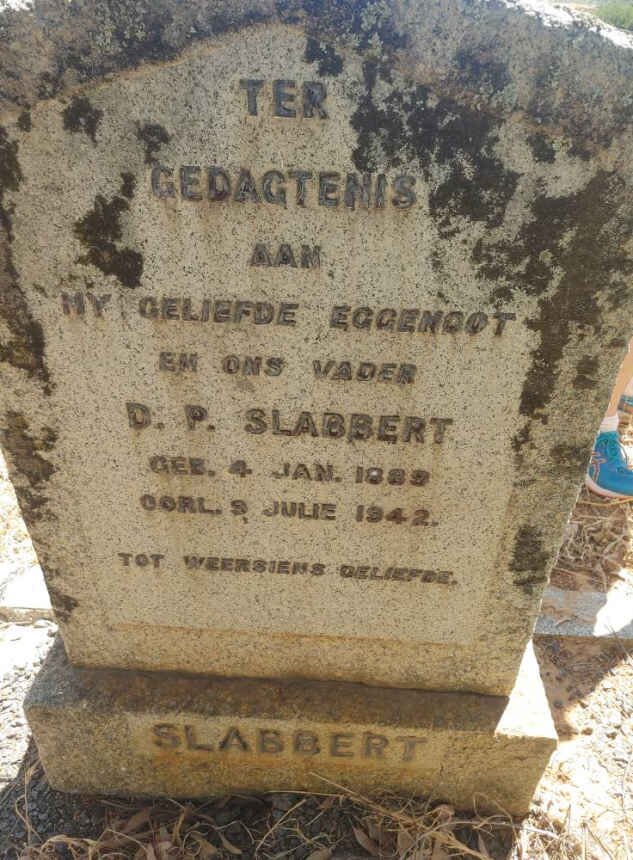 TER
GEDAGTENIS
AAN
MY GELIEFDE EGGENOOT
EN ONS VADER
D. P. SLABBERT
GEB. 4 JAN. 1889
OORL. 9 JULIE 1942.
TOT WEERSIENS GELIEFDE.
SLABBERT